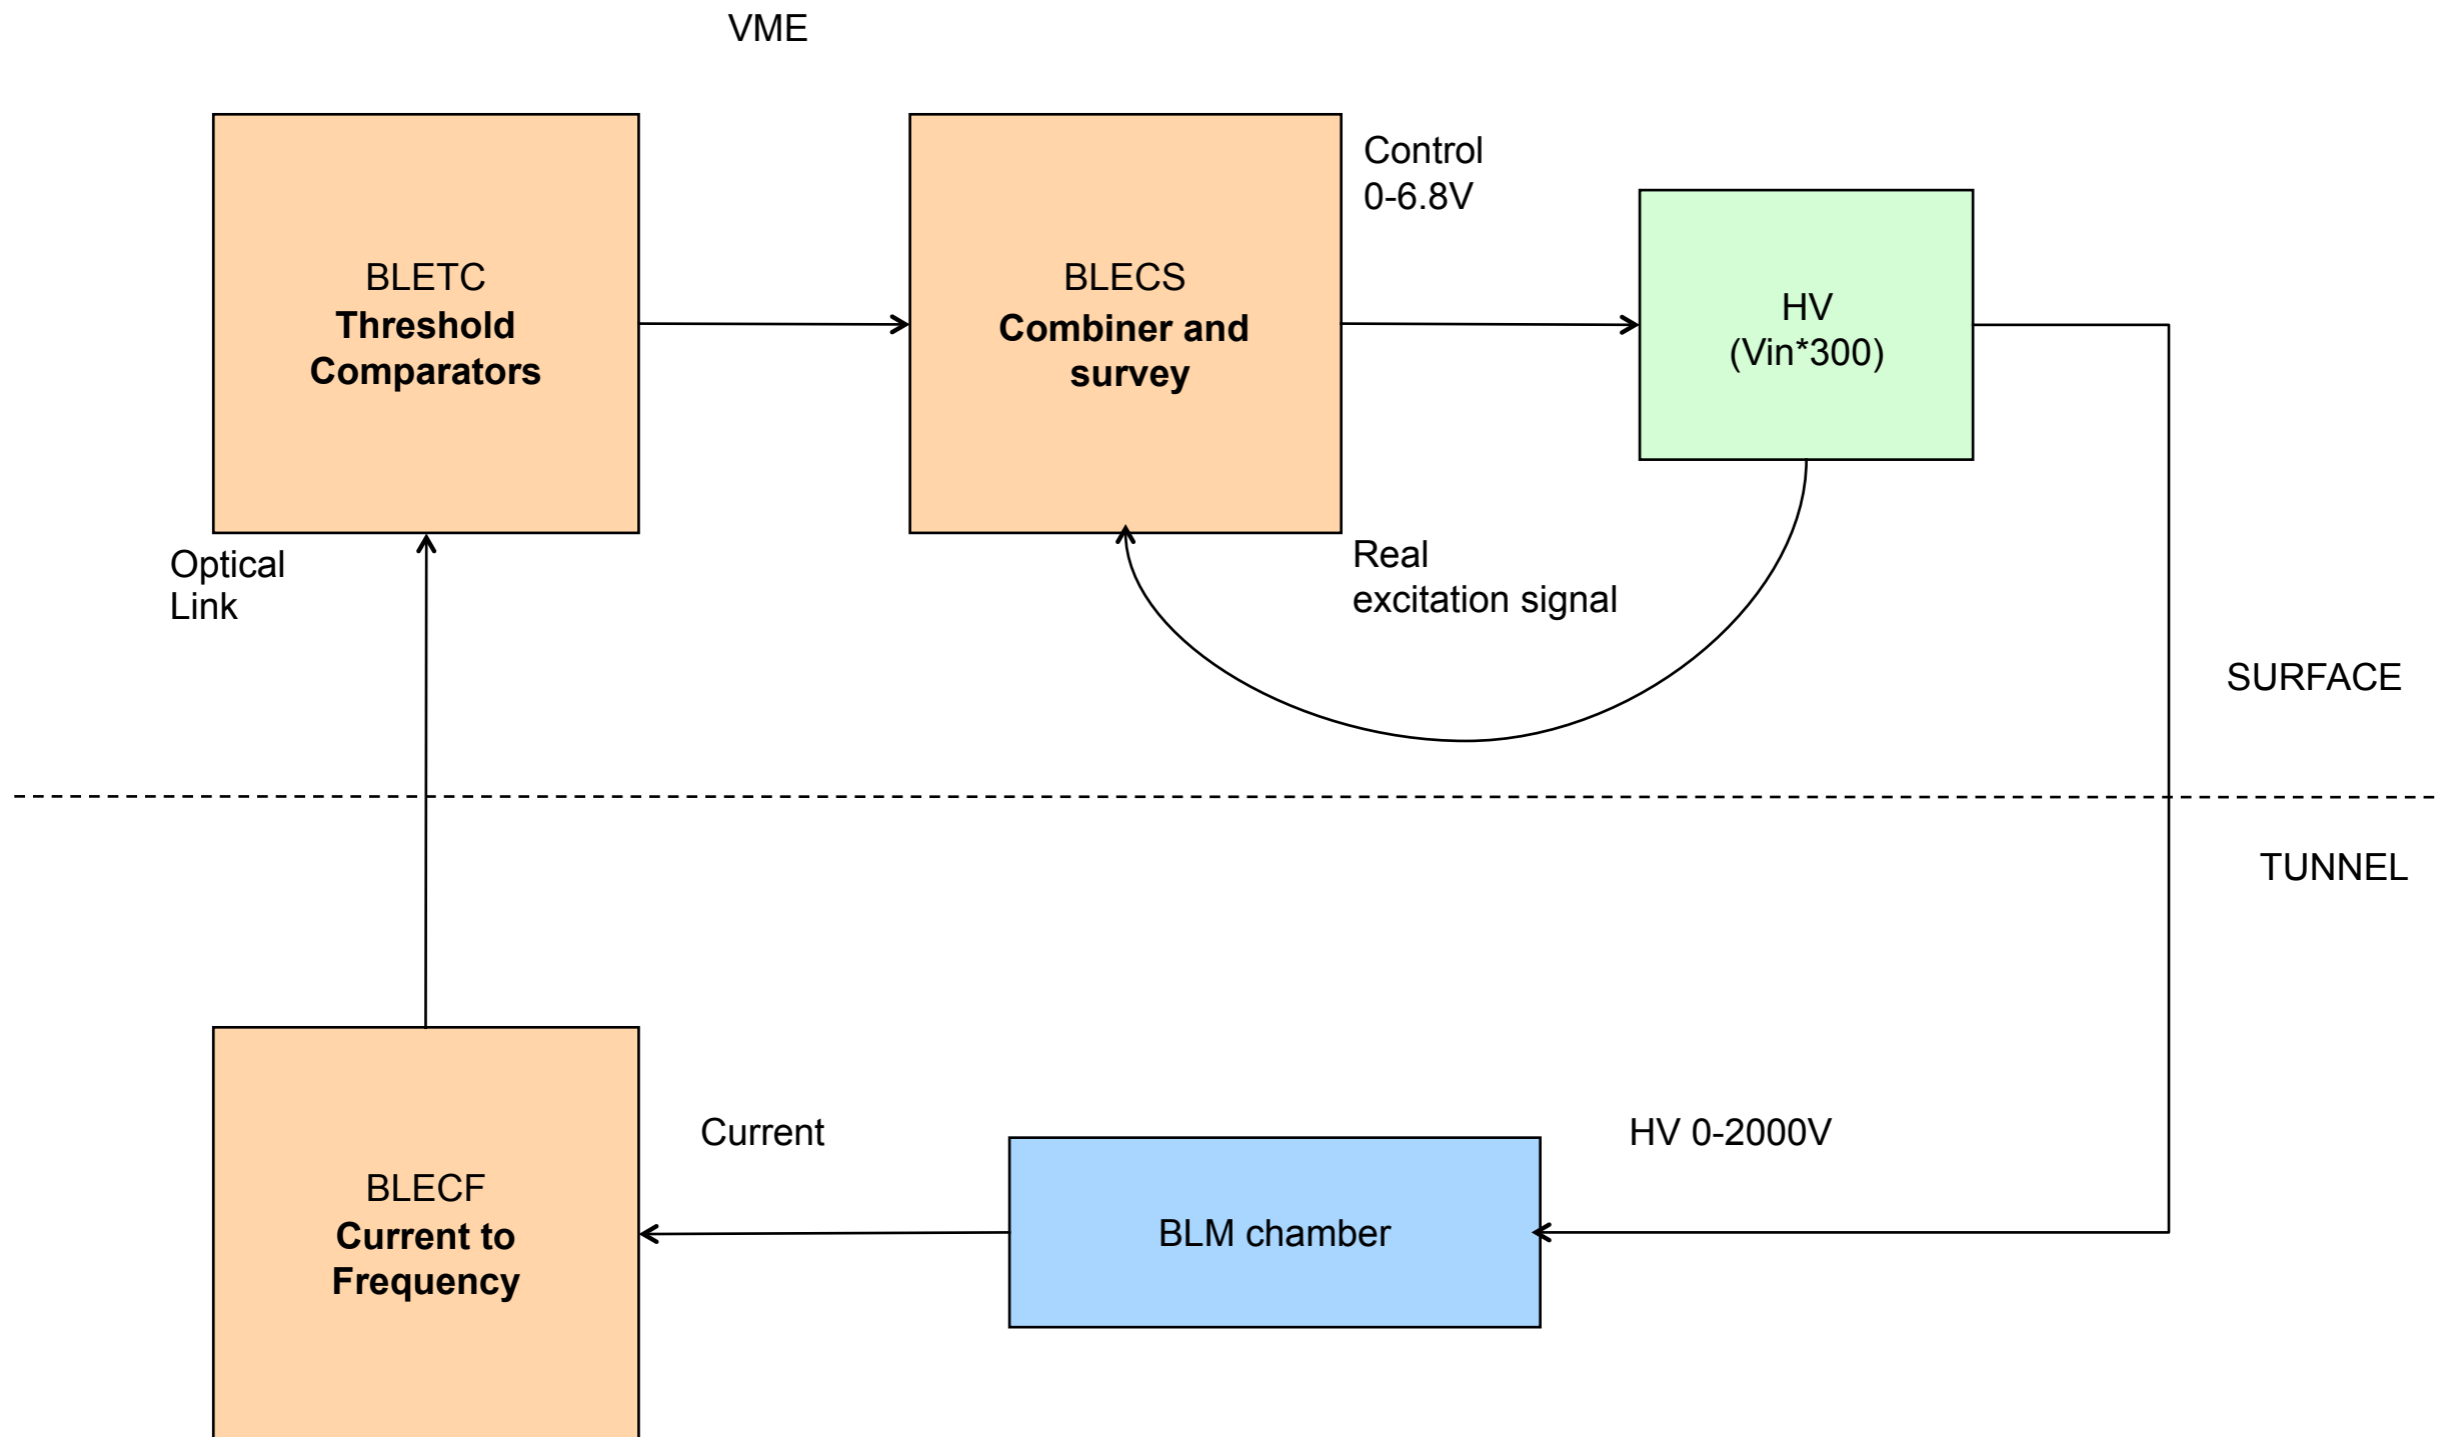 VME
BLETC
Threshold
Comparators
BLECS
Combiner and
survey
Control
0-6.8V
HV
(Vin*300)
Optical
Link
Real
excitation signal
SURFACE
TUNNEL
BLECF
Current to
Frequency
Current
BLM chamber
HV 0-2000V